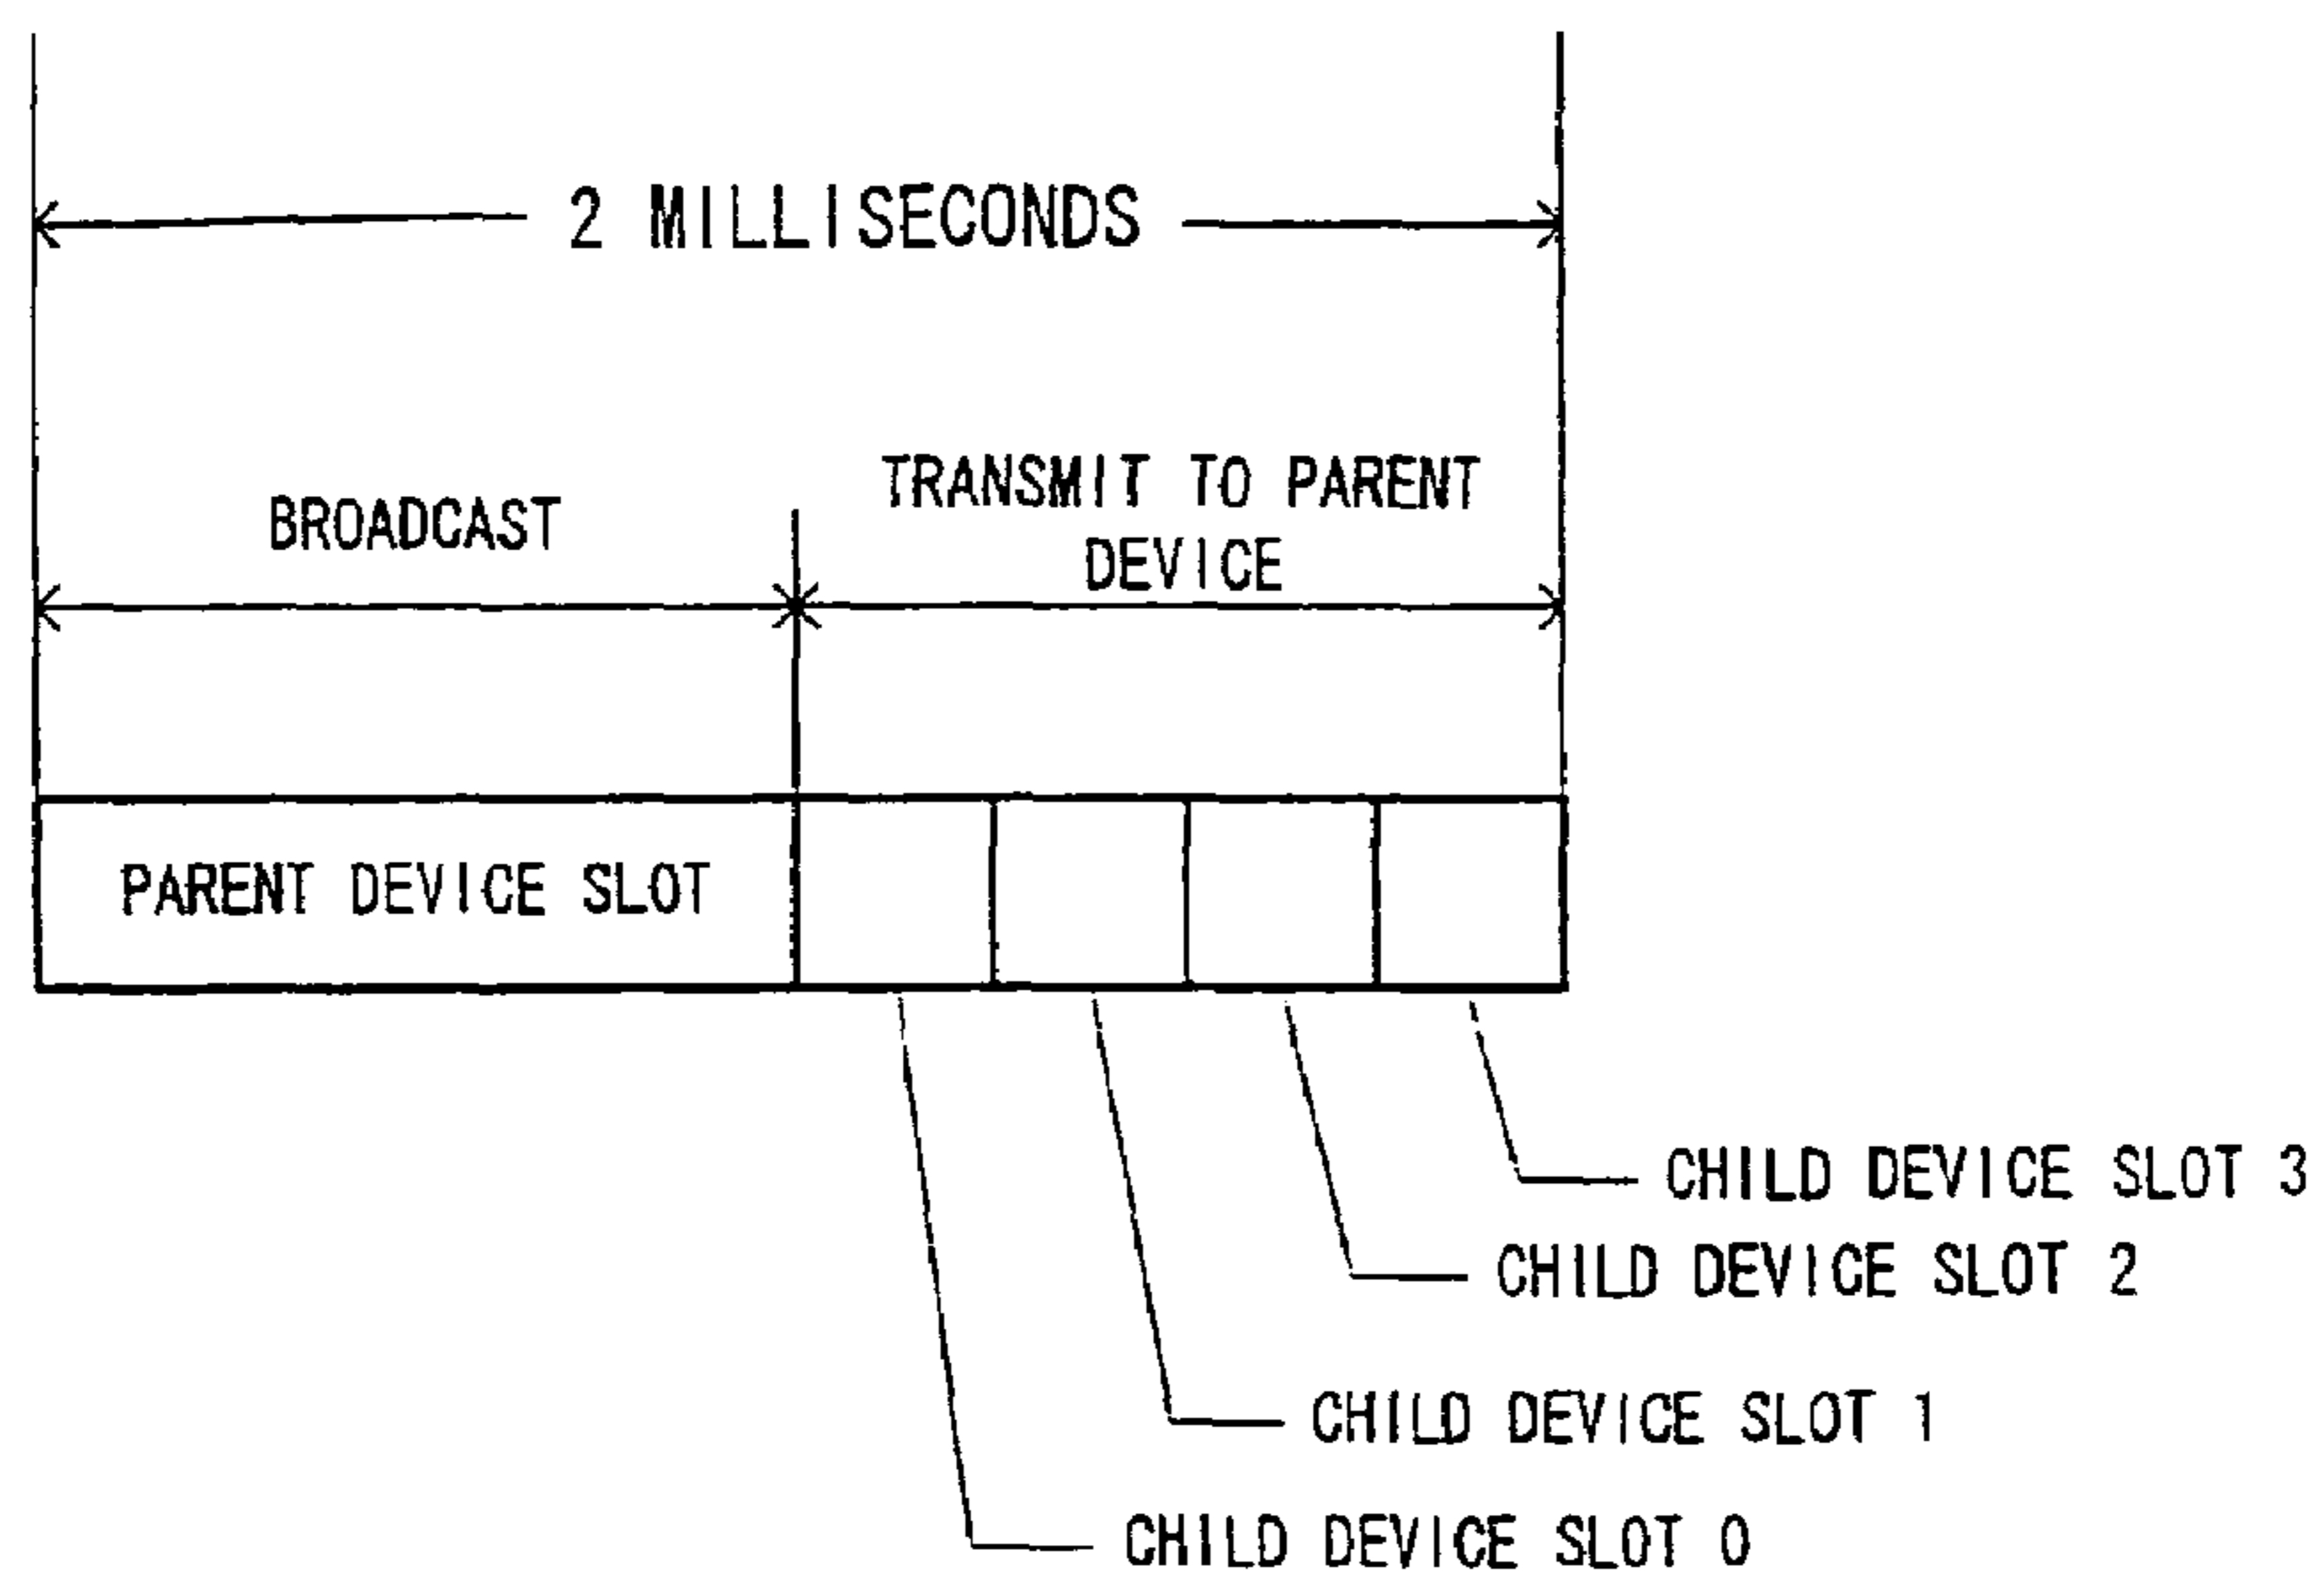 2 MILLISECONDS
BROADCAST
TRANSMIT TO PARENT
DEVICE
PARENT DEVICE SLOT
CHILD DEVICE SLOT 3
CHILD DEVICE SLOT 2
CHILD DEVICE SLOT 1
CHILD DEVICE SLOT 0